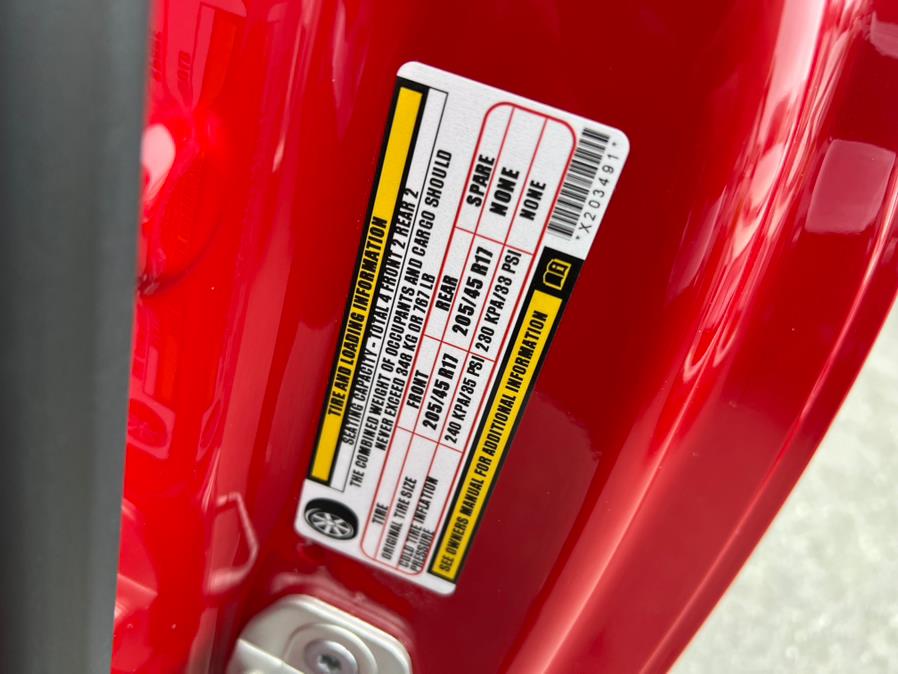 TIRE AND LOADING INFORMATION
SEATING CAPACITY - TOTAL 4 FRONT 2 REAR 2
THE COMBINED WEIGHT OF OCCUPANTS AND CARGO SHOULD
NEVER EXCEED 348 KG OR 767 LB
TIRE FRONT REAR SPARE
ORIGINAL TIRE SIZE 205/45 R17 205/45 R17 NONE
COLD TIRE INFLATION PRESSURE 240 KPA/35 PSI 230 KPA/33 PSI NONE
SEE OWNERS MANUAL FOR ADDITIONAL INFORMATION
*X203491*